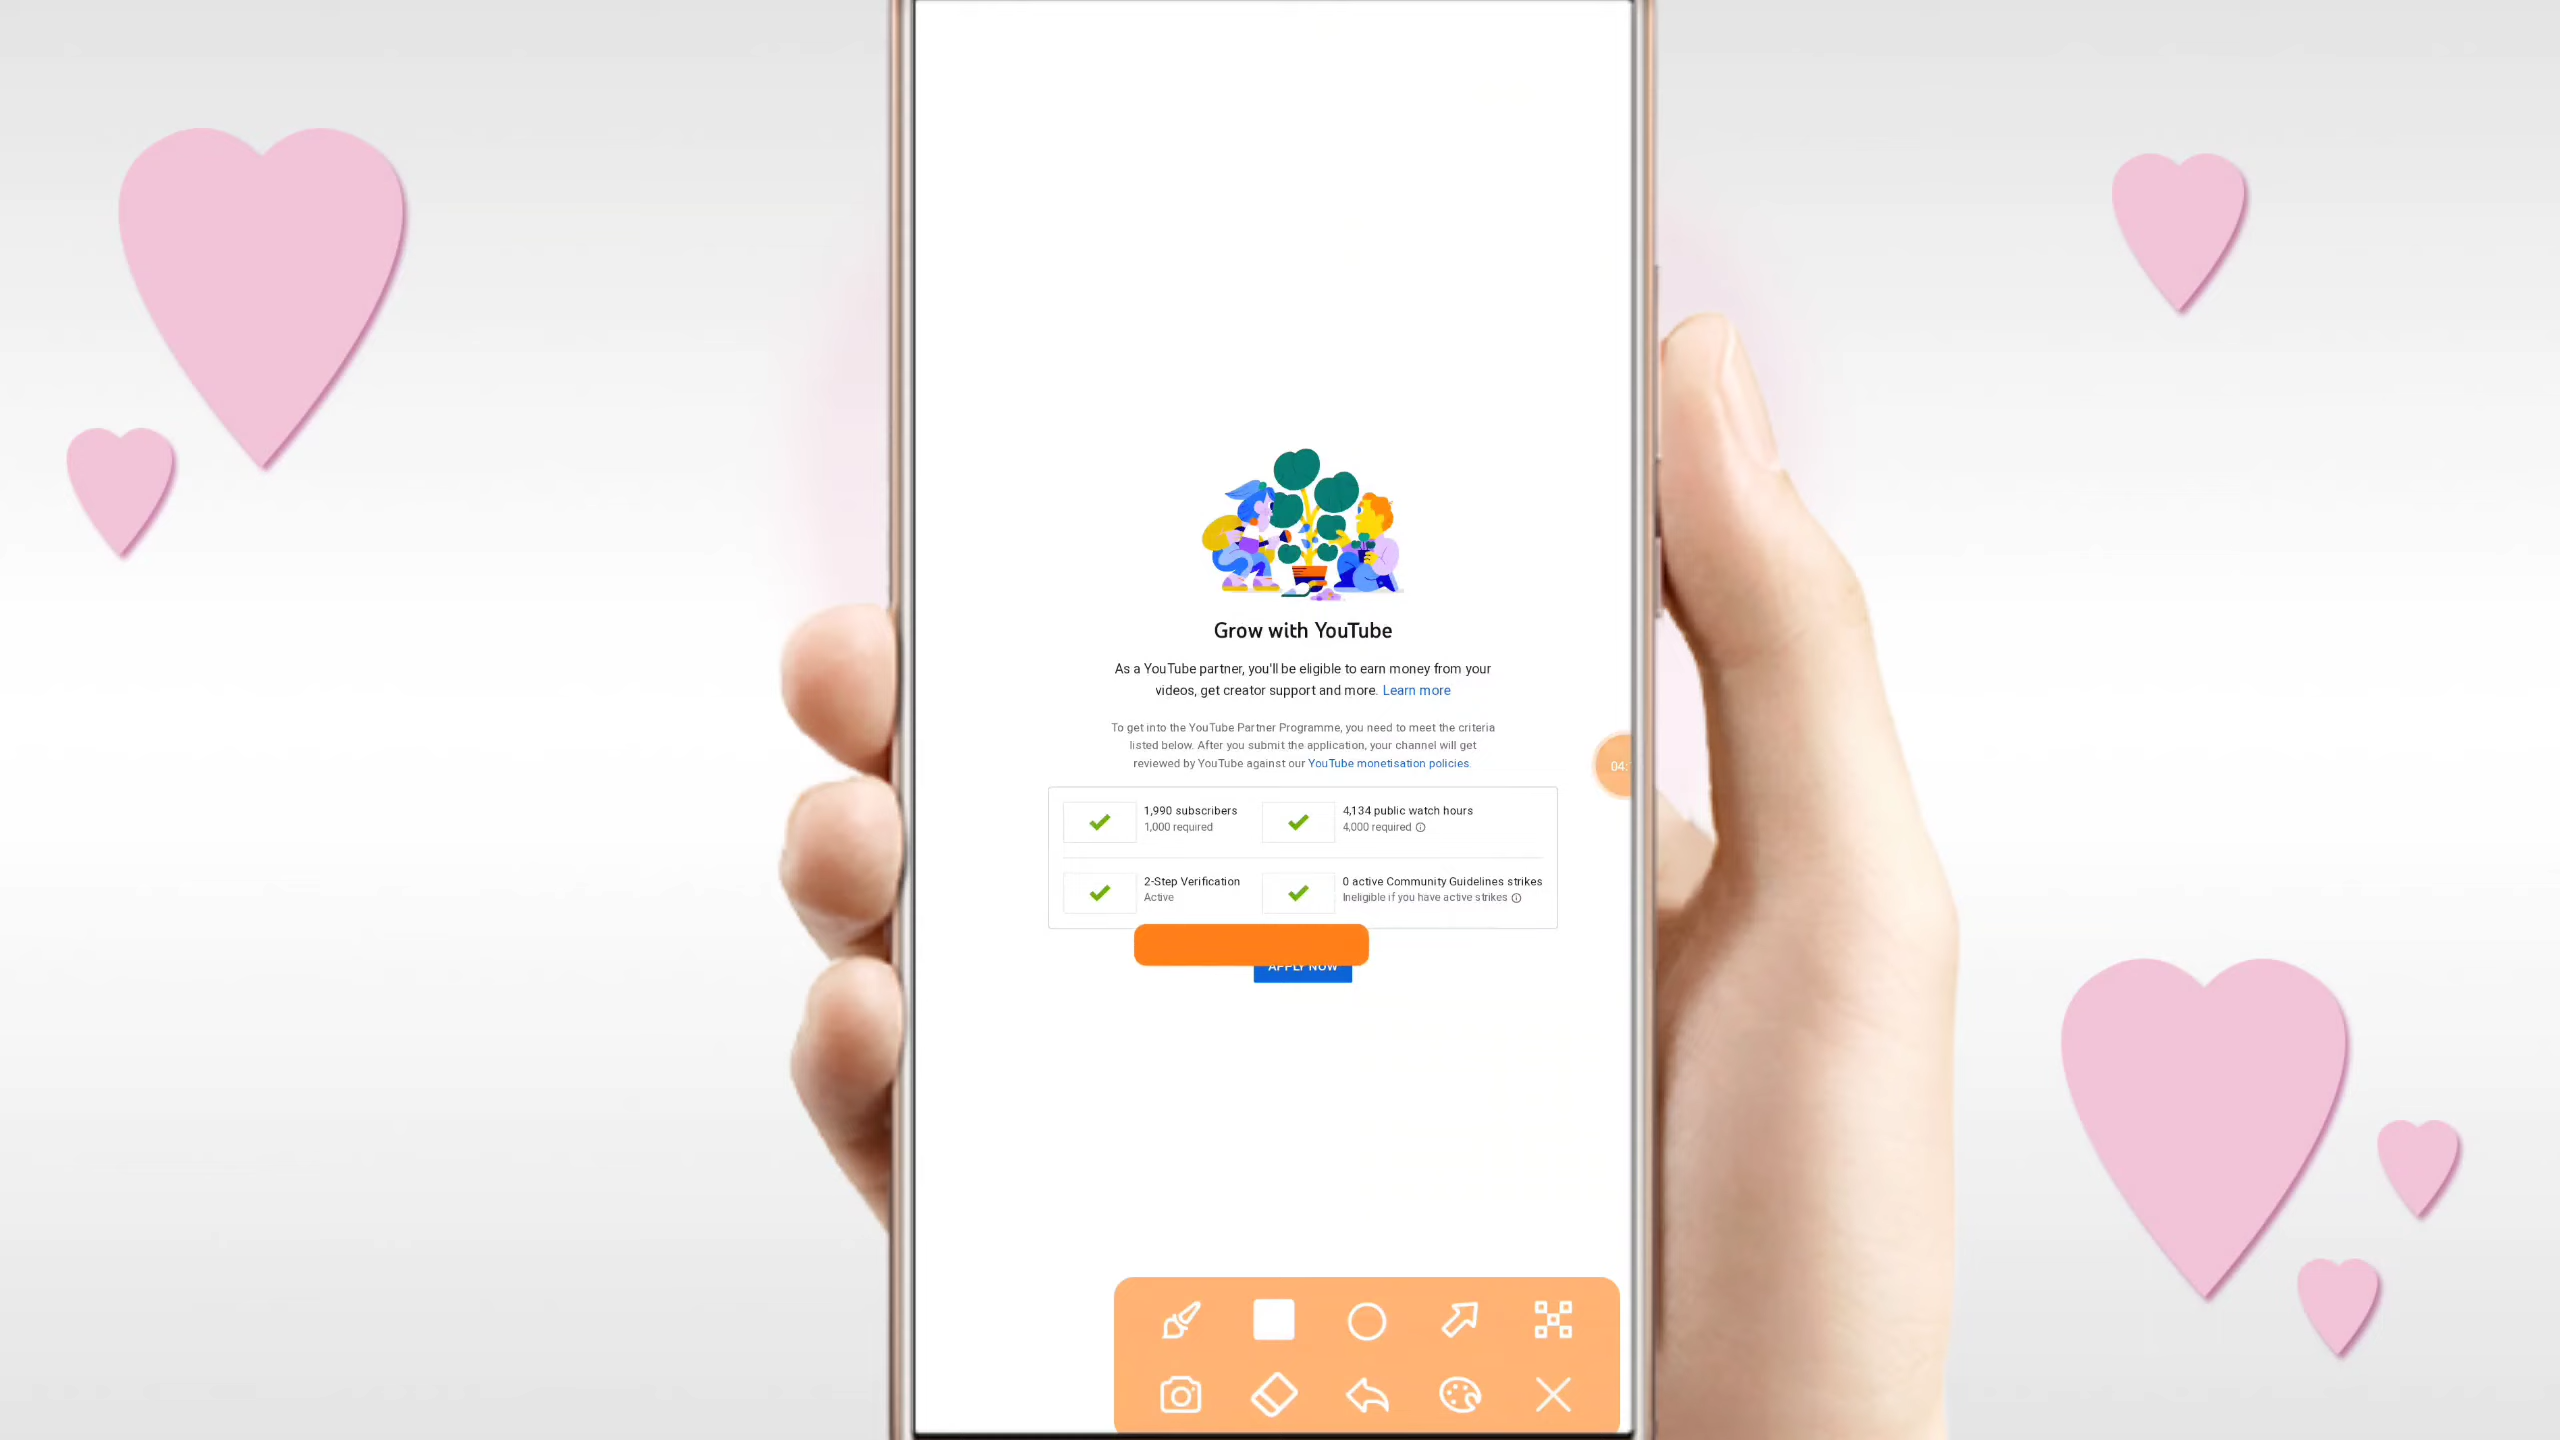 Grow with YouTube
As a YouTube partner, you'll be eligible to earn money from your
videos, get creator support and more. Learn more
To get into the YouTube Partner Programme, you need to meet the criteria
listed below. After you submit the application, your channel will get
reviewed by YouTube against our YouTube monetisation policies.
04:
1,990 subscribers
1,000 required
4,134 public watch hours
4,000 required
2-Step Verification
Active
0 active Community Guidelines strikes
Ineligible if you have active strikes
APPLY NOW